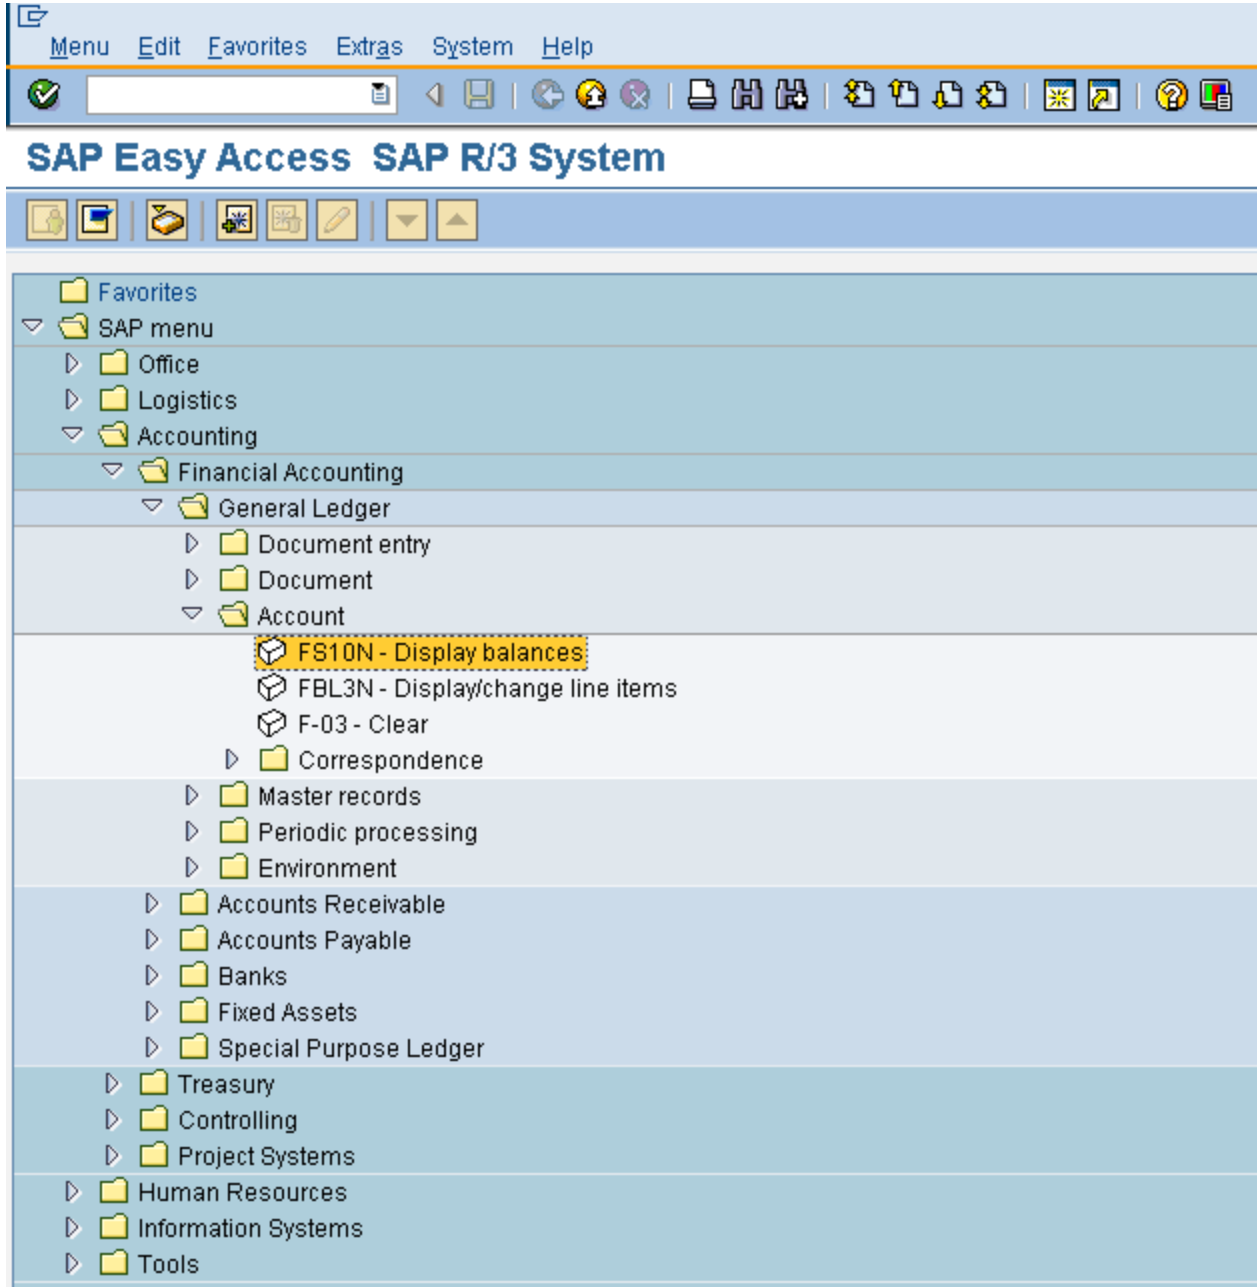 Menu Edit Favorites Extras System Help
SAP Easy Access SAP R/3 System
Favorites
SAP menu
Office
Logistics
Accounting
Financial Accounting
General Ledger
Document entry
Document
Account
FS10N - Display balances
FBL3N - Display/change line items
F-03 - Clear
Correspondence
Master records
Periodic processing
Environment
Accounts Receivable
Accounts Payable
Banks
Fixed Assets
Special Purpose Ledger
Treasury
Controlling
Project Systems
Human Resources
Information Systems
Tools